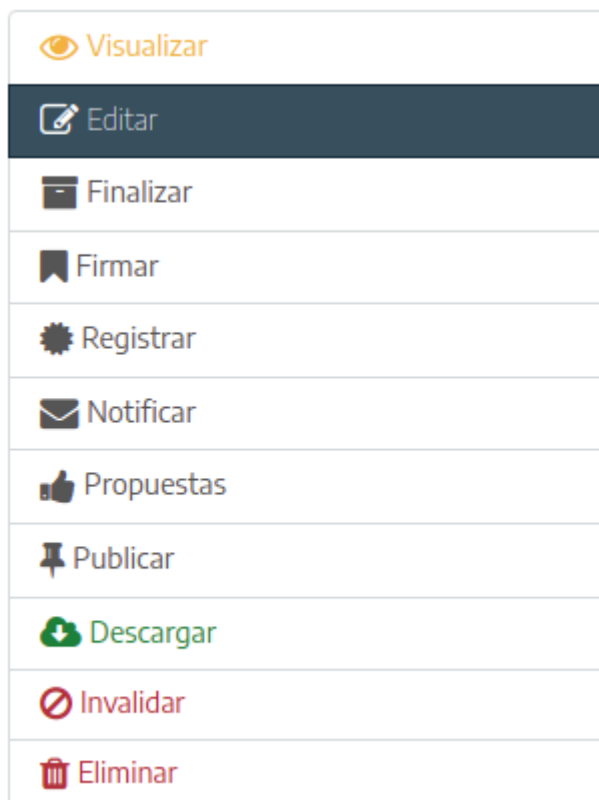 Visualizar
Editar
Finalizar
Firmar
Registrar
Notificar
Propuestas
Publicar
Descargar
Invalidar
Eliminar